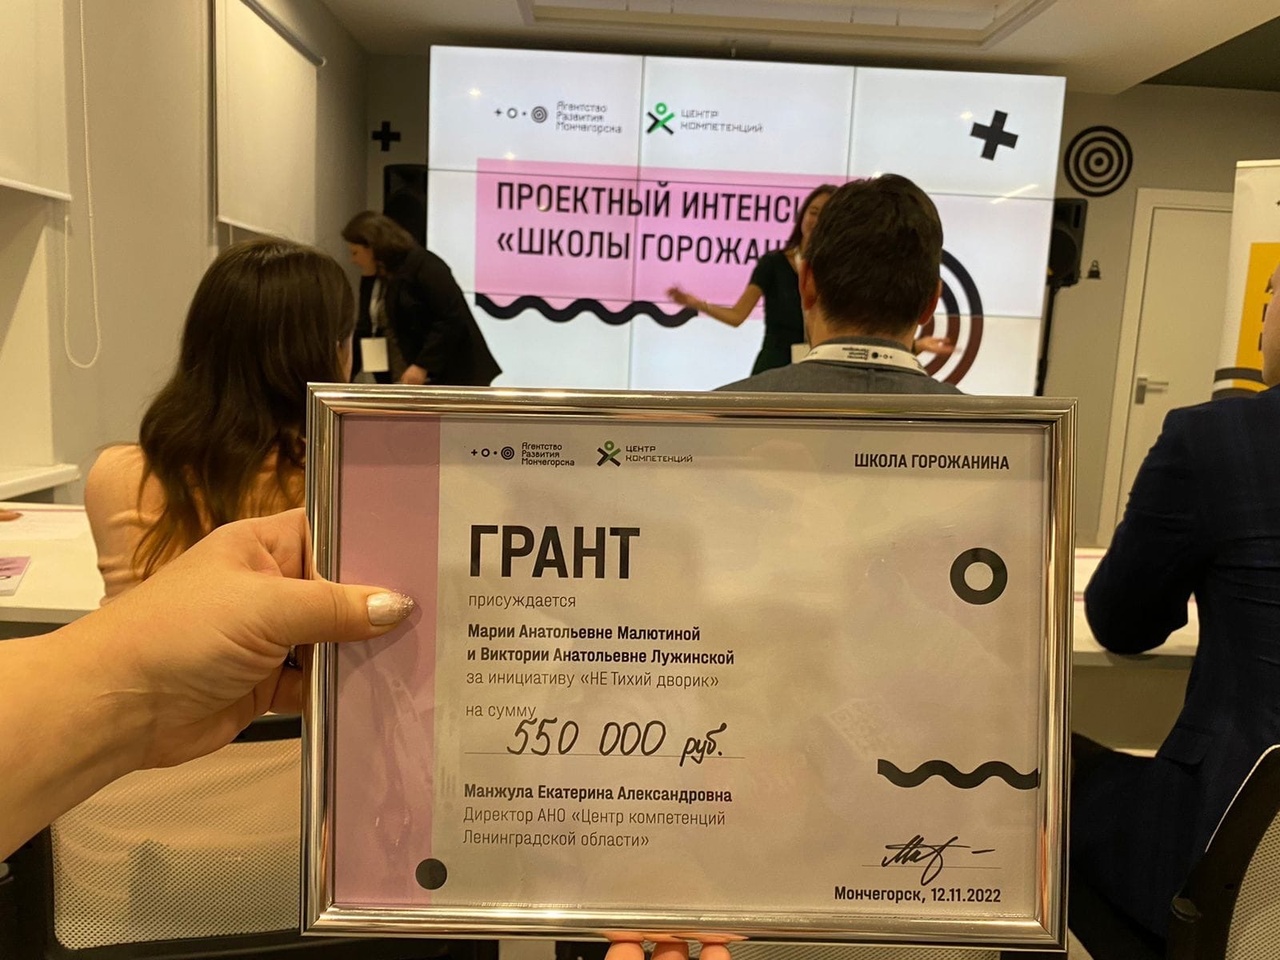 Агентство
Развития
Мончегорска
ЦЕНТР
КОМПЕТЕНЦИЙ
ПРОЕКТНЫЙ ИНТЕНСИ
«ШКОЛЫ ГОРОЖАН
Агентство
Развития
Мончегорска
ЦЕНТР
КОМПЕТЕНЦИЙ
ШКОЛА ГОРОЖАНИНА
ГРАНТ
присуждается
Марии Анатольевне Малютиной
и Виктории Анатольевне Лужинской
за инициативу «НЕ Тихий дворик»
на сумму
550 000 руб.
Манжула Екатерина Александровна
Директор АНО «Центр компетенций
Ленинградской области»
Мончегорск, 12.11.2022